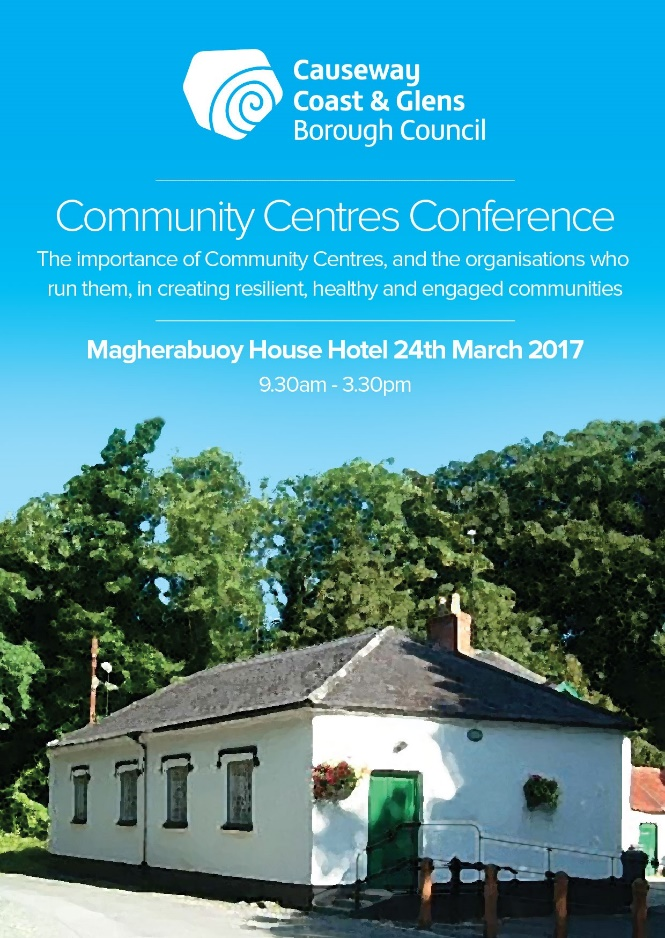 Causeway
Coast & Glens
Borough Council
Community Centres Conference
The importance of Community Centres, and the organisations who
run them, in creating resilient, healthy and engaged communities
Magherabuoy House Hotel 24th March 2017
9.30am - 3.30pm